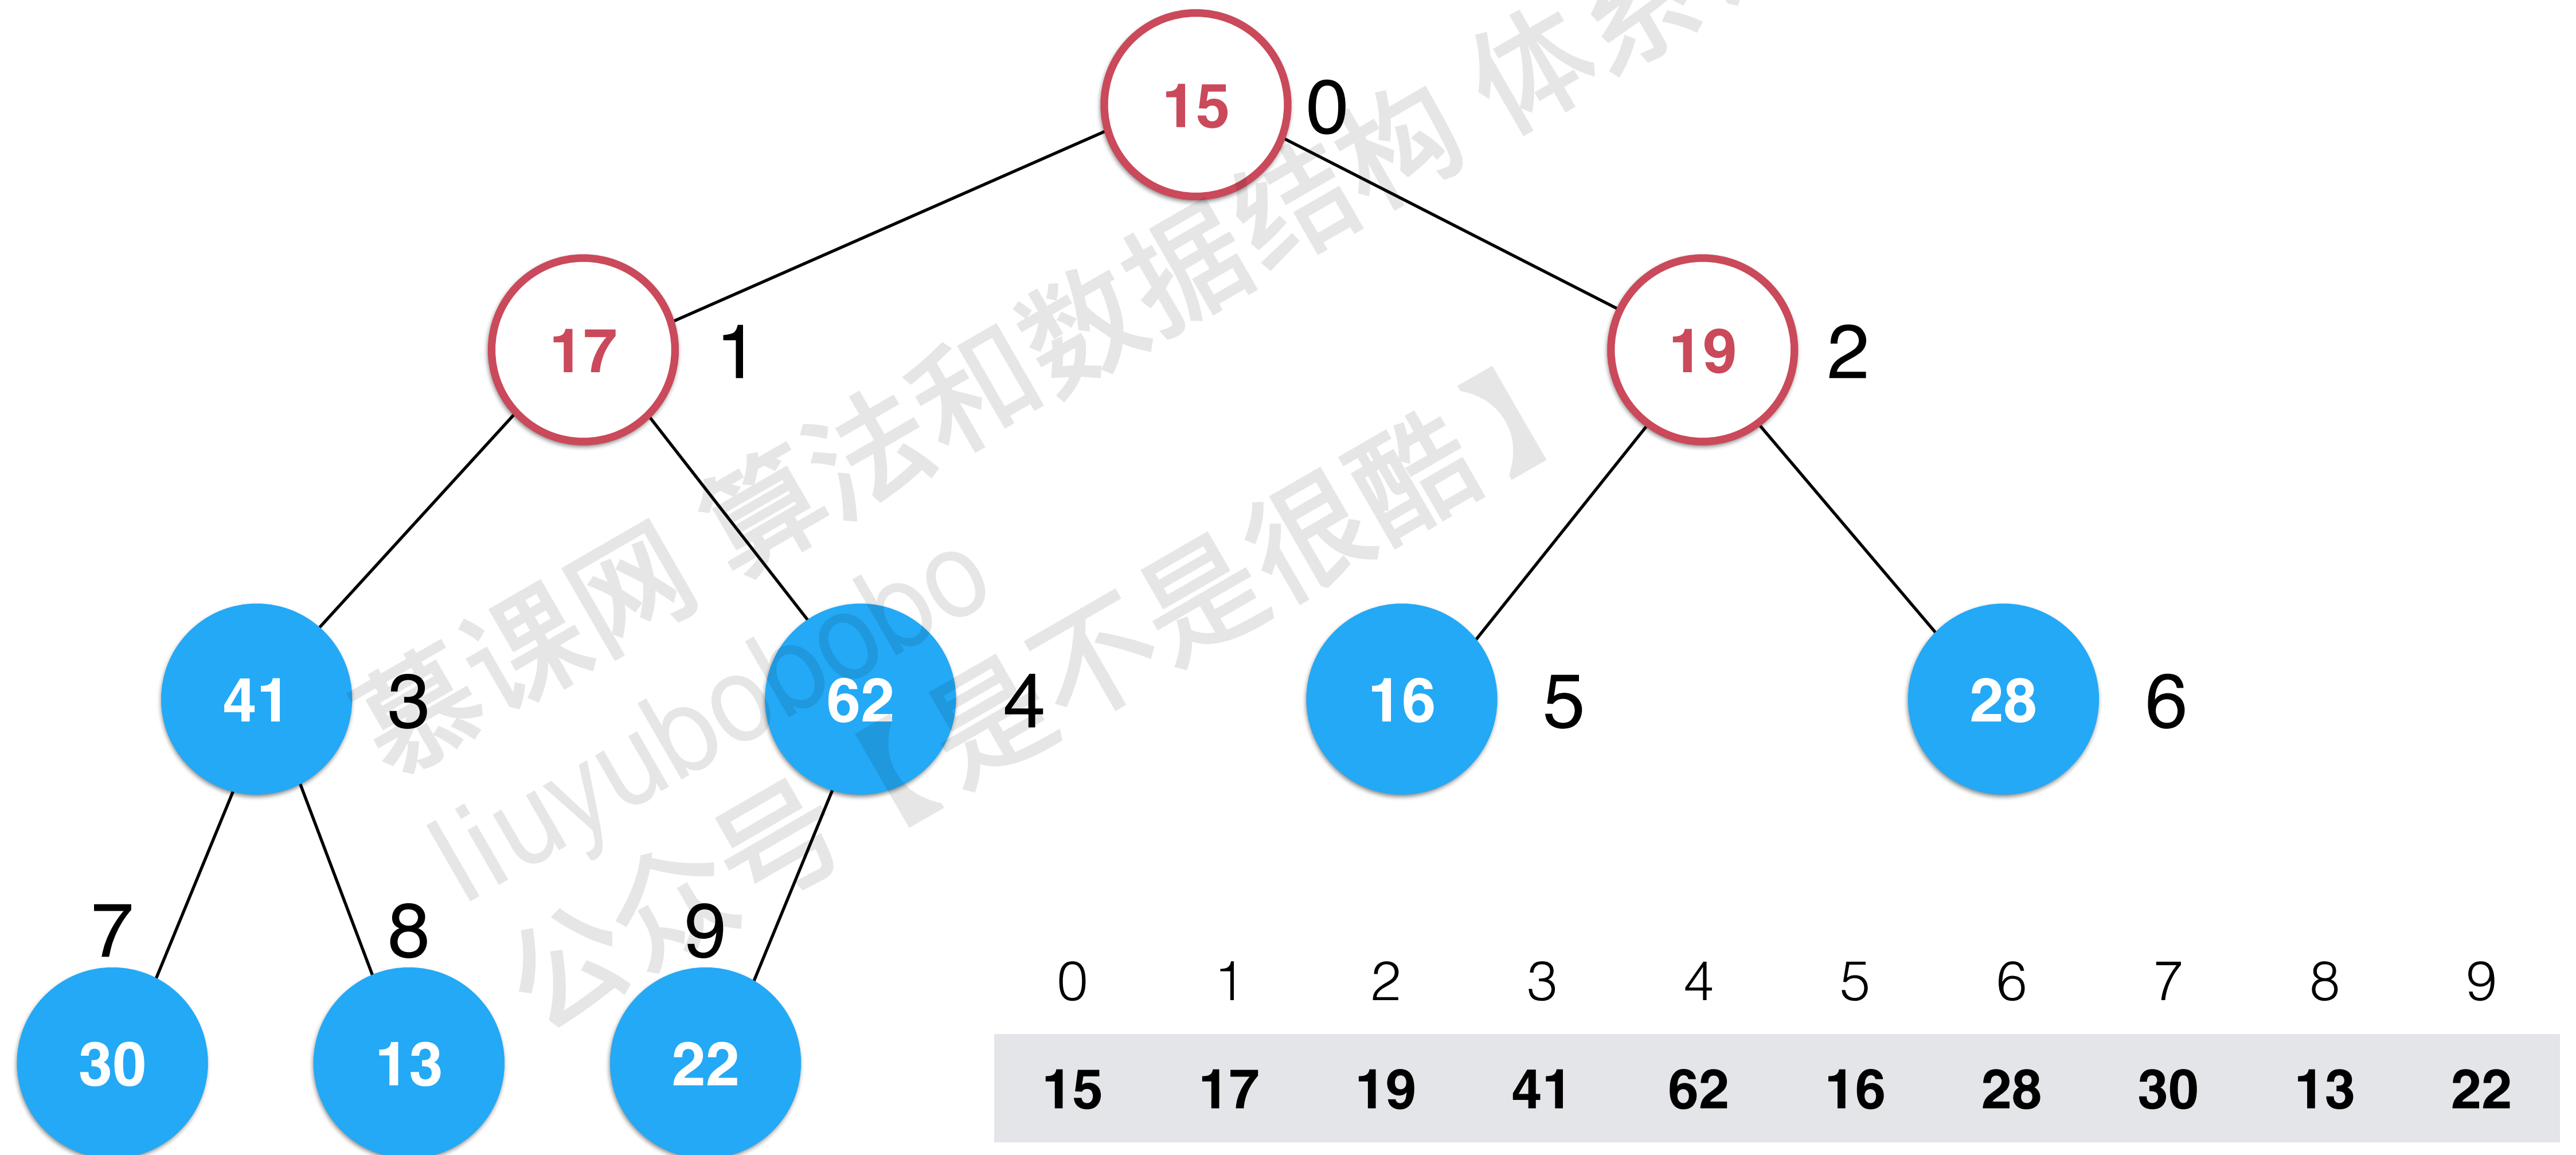 15 0
17 1 19 2
41 3 62 4 16 5 28 6
7 8 9
30 13 22
0 1 2 3 4 5 6 7 8 9
15 17 19 41 62 16 28 30 13 22
慕课网 算法和数据结构 体系
liuyubobobo
公众号【是不是很酷】